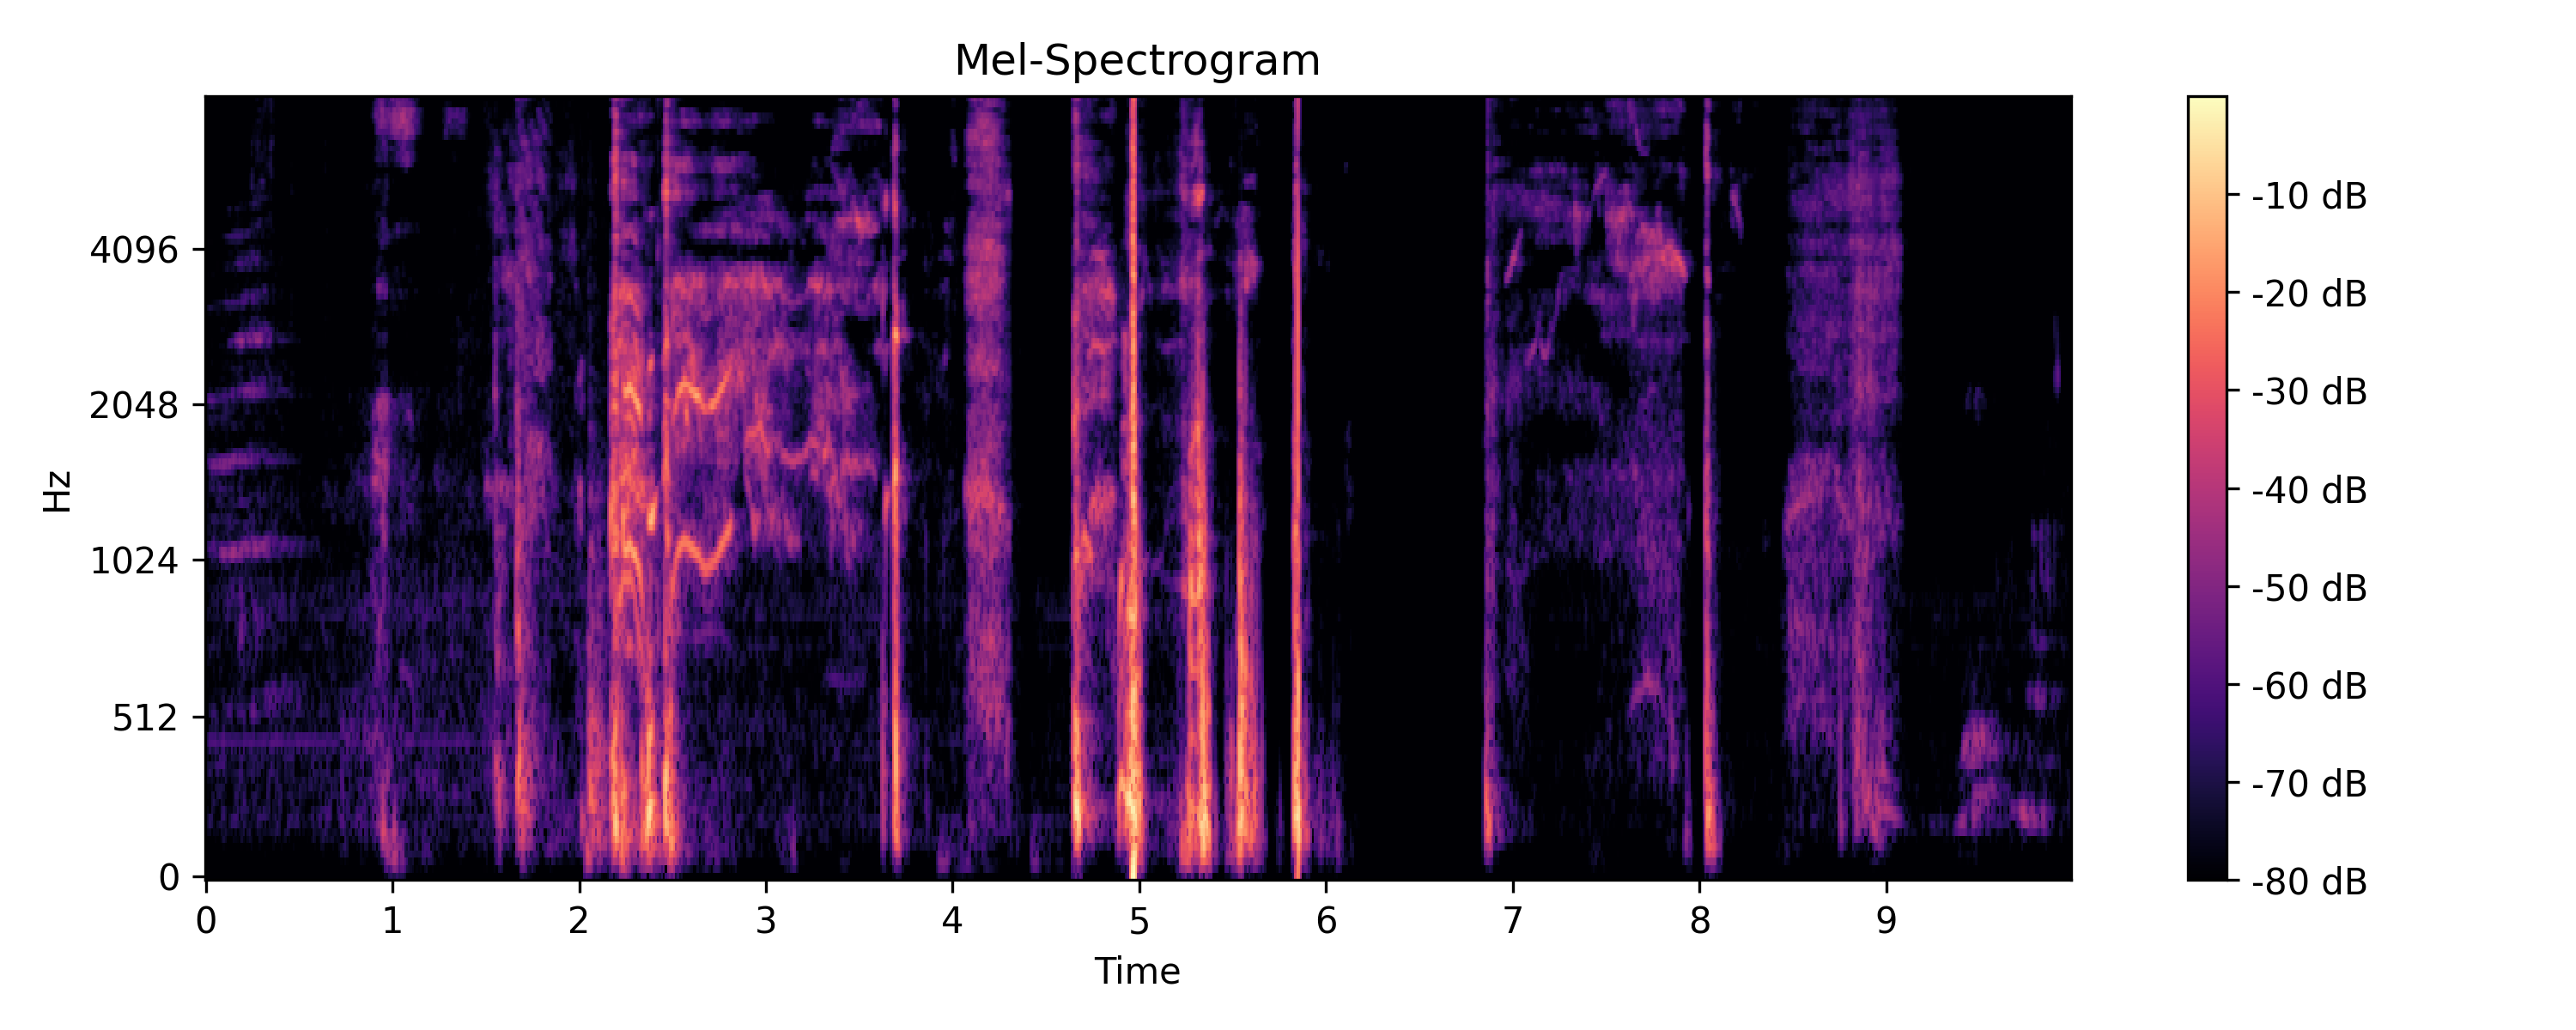 Mel-Spectrogram
Hz
4096
2048
1024
512
0
0 1 2 3 4 5 6 7 8 9
Time
-10 dB
-20 dB
-30 dB
-40 dB
-50 dB
-60 dB
-70 dB
-80 dB